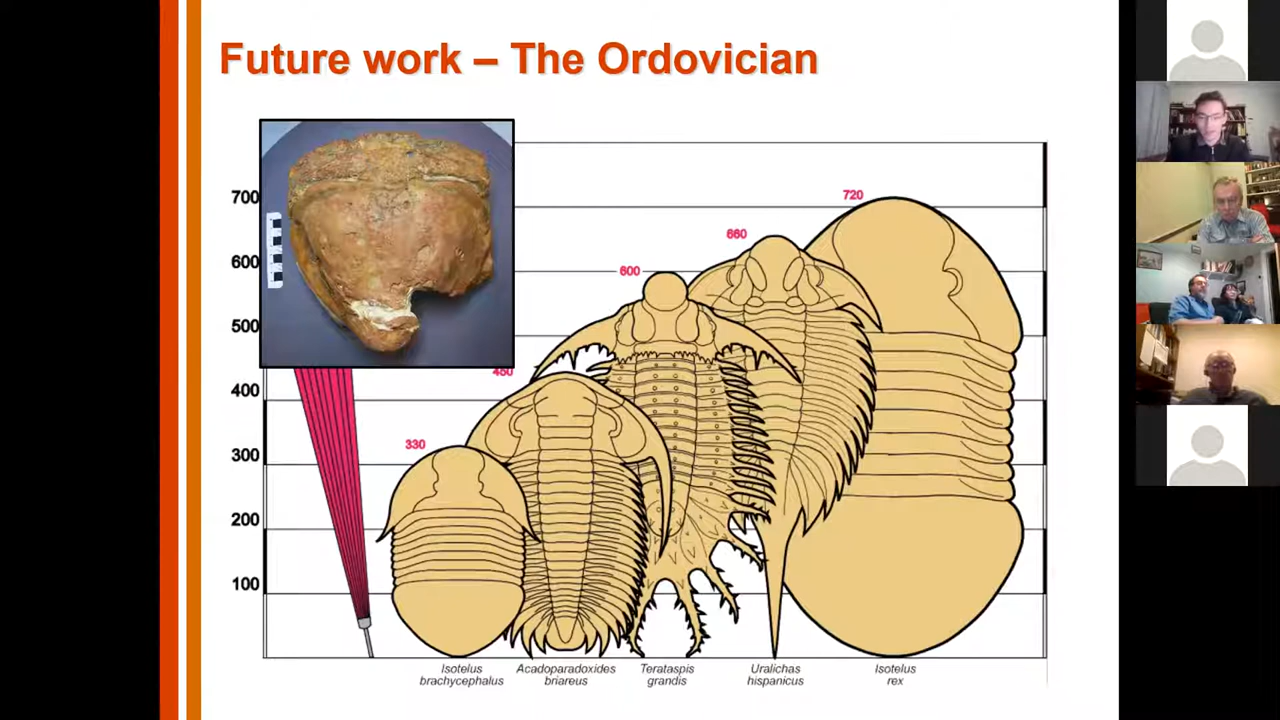 Future work – The Ordovician
700
600
500
400
300
200
100
330
450
600
660
720
Isotelus
brachycephalus
Acadoparadoxides
briareus
Terataspis
grandis
Uralichas
hispanicus
Isotelus
rex